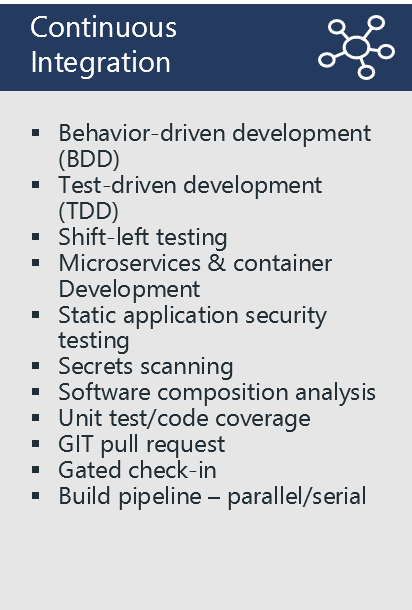 Continuous
Integration
▪ Behavior-driven development
(BDD)
▪ Test-driven development
(TDD)
▪ Shift-left testing
▪ Microservices & container
Development
▪ Static application security
testing
▪ Secrets scanning
▪ Software composition analysis
▪ Unit test/code coverage
▪ GIT pull request
▪ Gated check-in
▪ Build pipeline – parallel/serial